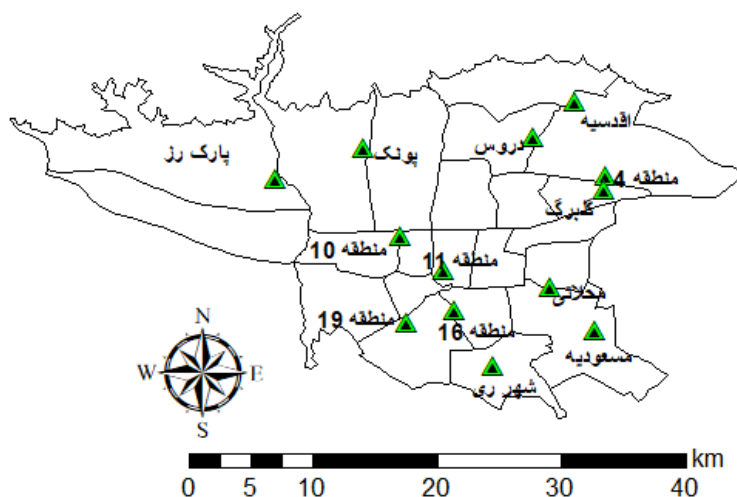 اقدسیه
دروس
پونک
پارک رز
منطقه 4
گلبرگ
منطقه 10
منطقه 11
محلاتی
منطقه 19
منطقه 16
مسعودیه
شهر ری
N
W E
S
km
0 5 10 20 30 40